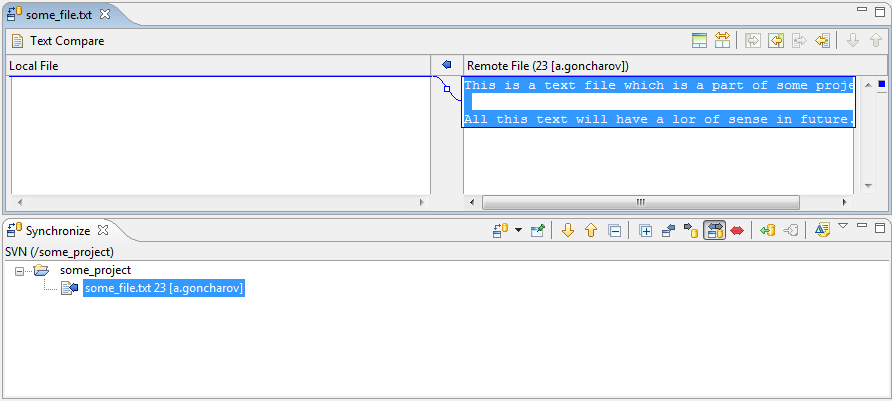 some_file.txt
Text Compare
Local File
Remote File (23 [a.goncharov])
This is a text file which is a part of some proje
All this text will have a lor of sense in future.
Synchronize
SVN (/some_project)
some_project
some_file.txt 23 [a.goncharov]